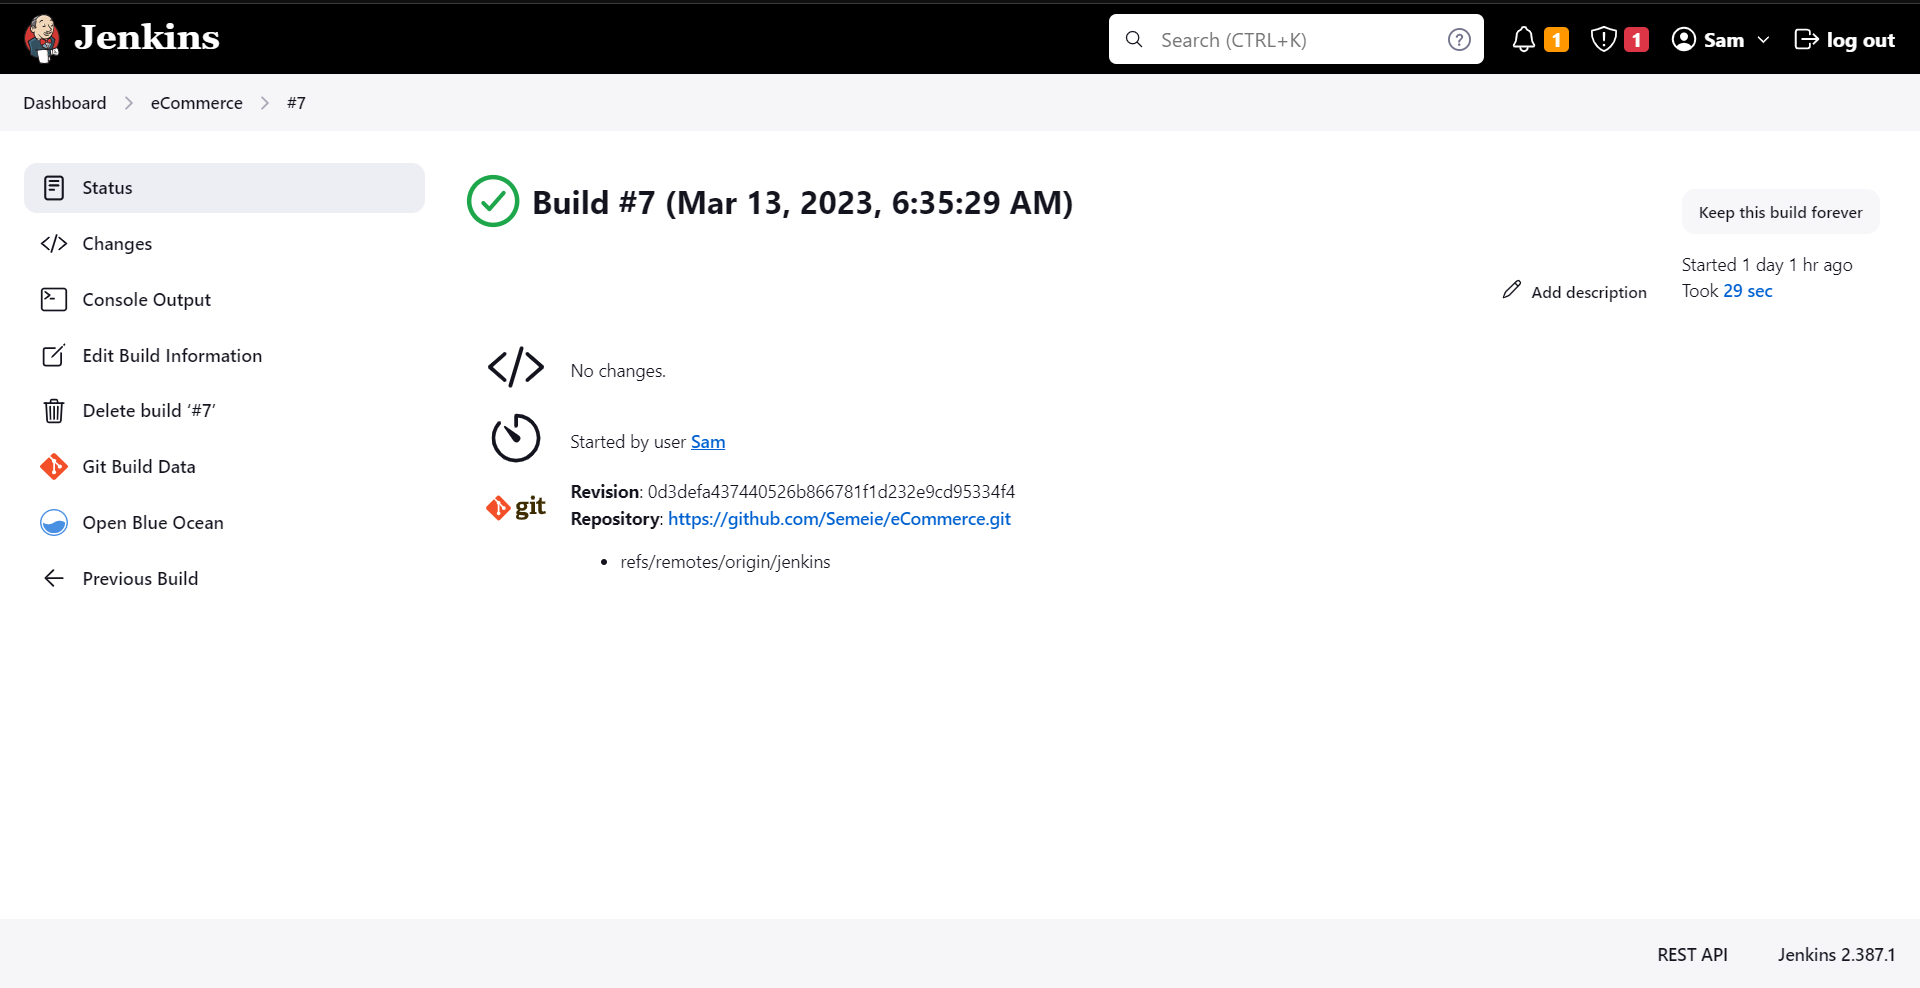 Jenkins
Search (CTRL+K)
1
1
Sam
log out
Dashboard
eCommerce
#7
Status
Changes
Console Output
Edit Build Information
Delete build ‘#7’
Git Build Data
Open Blue Ocean
Previous Build
Build #7 (Mar 13, 2023, 6:35:29 AM)
Keep this build forever
Add description
Started 1 day 1 hr ago
Took 29 sec
No changes.
Started by user Sam
git
Revision: 0d3defa437440526b866781f1d232e9cd95334f4
Repository: https://github.com/Semeie/eCommerce.git
• refs/remotes/origin/jenkins
REST API
Jenkins 2.387.1